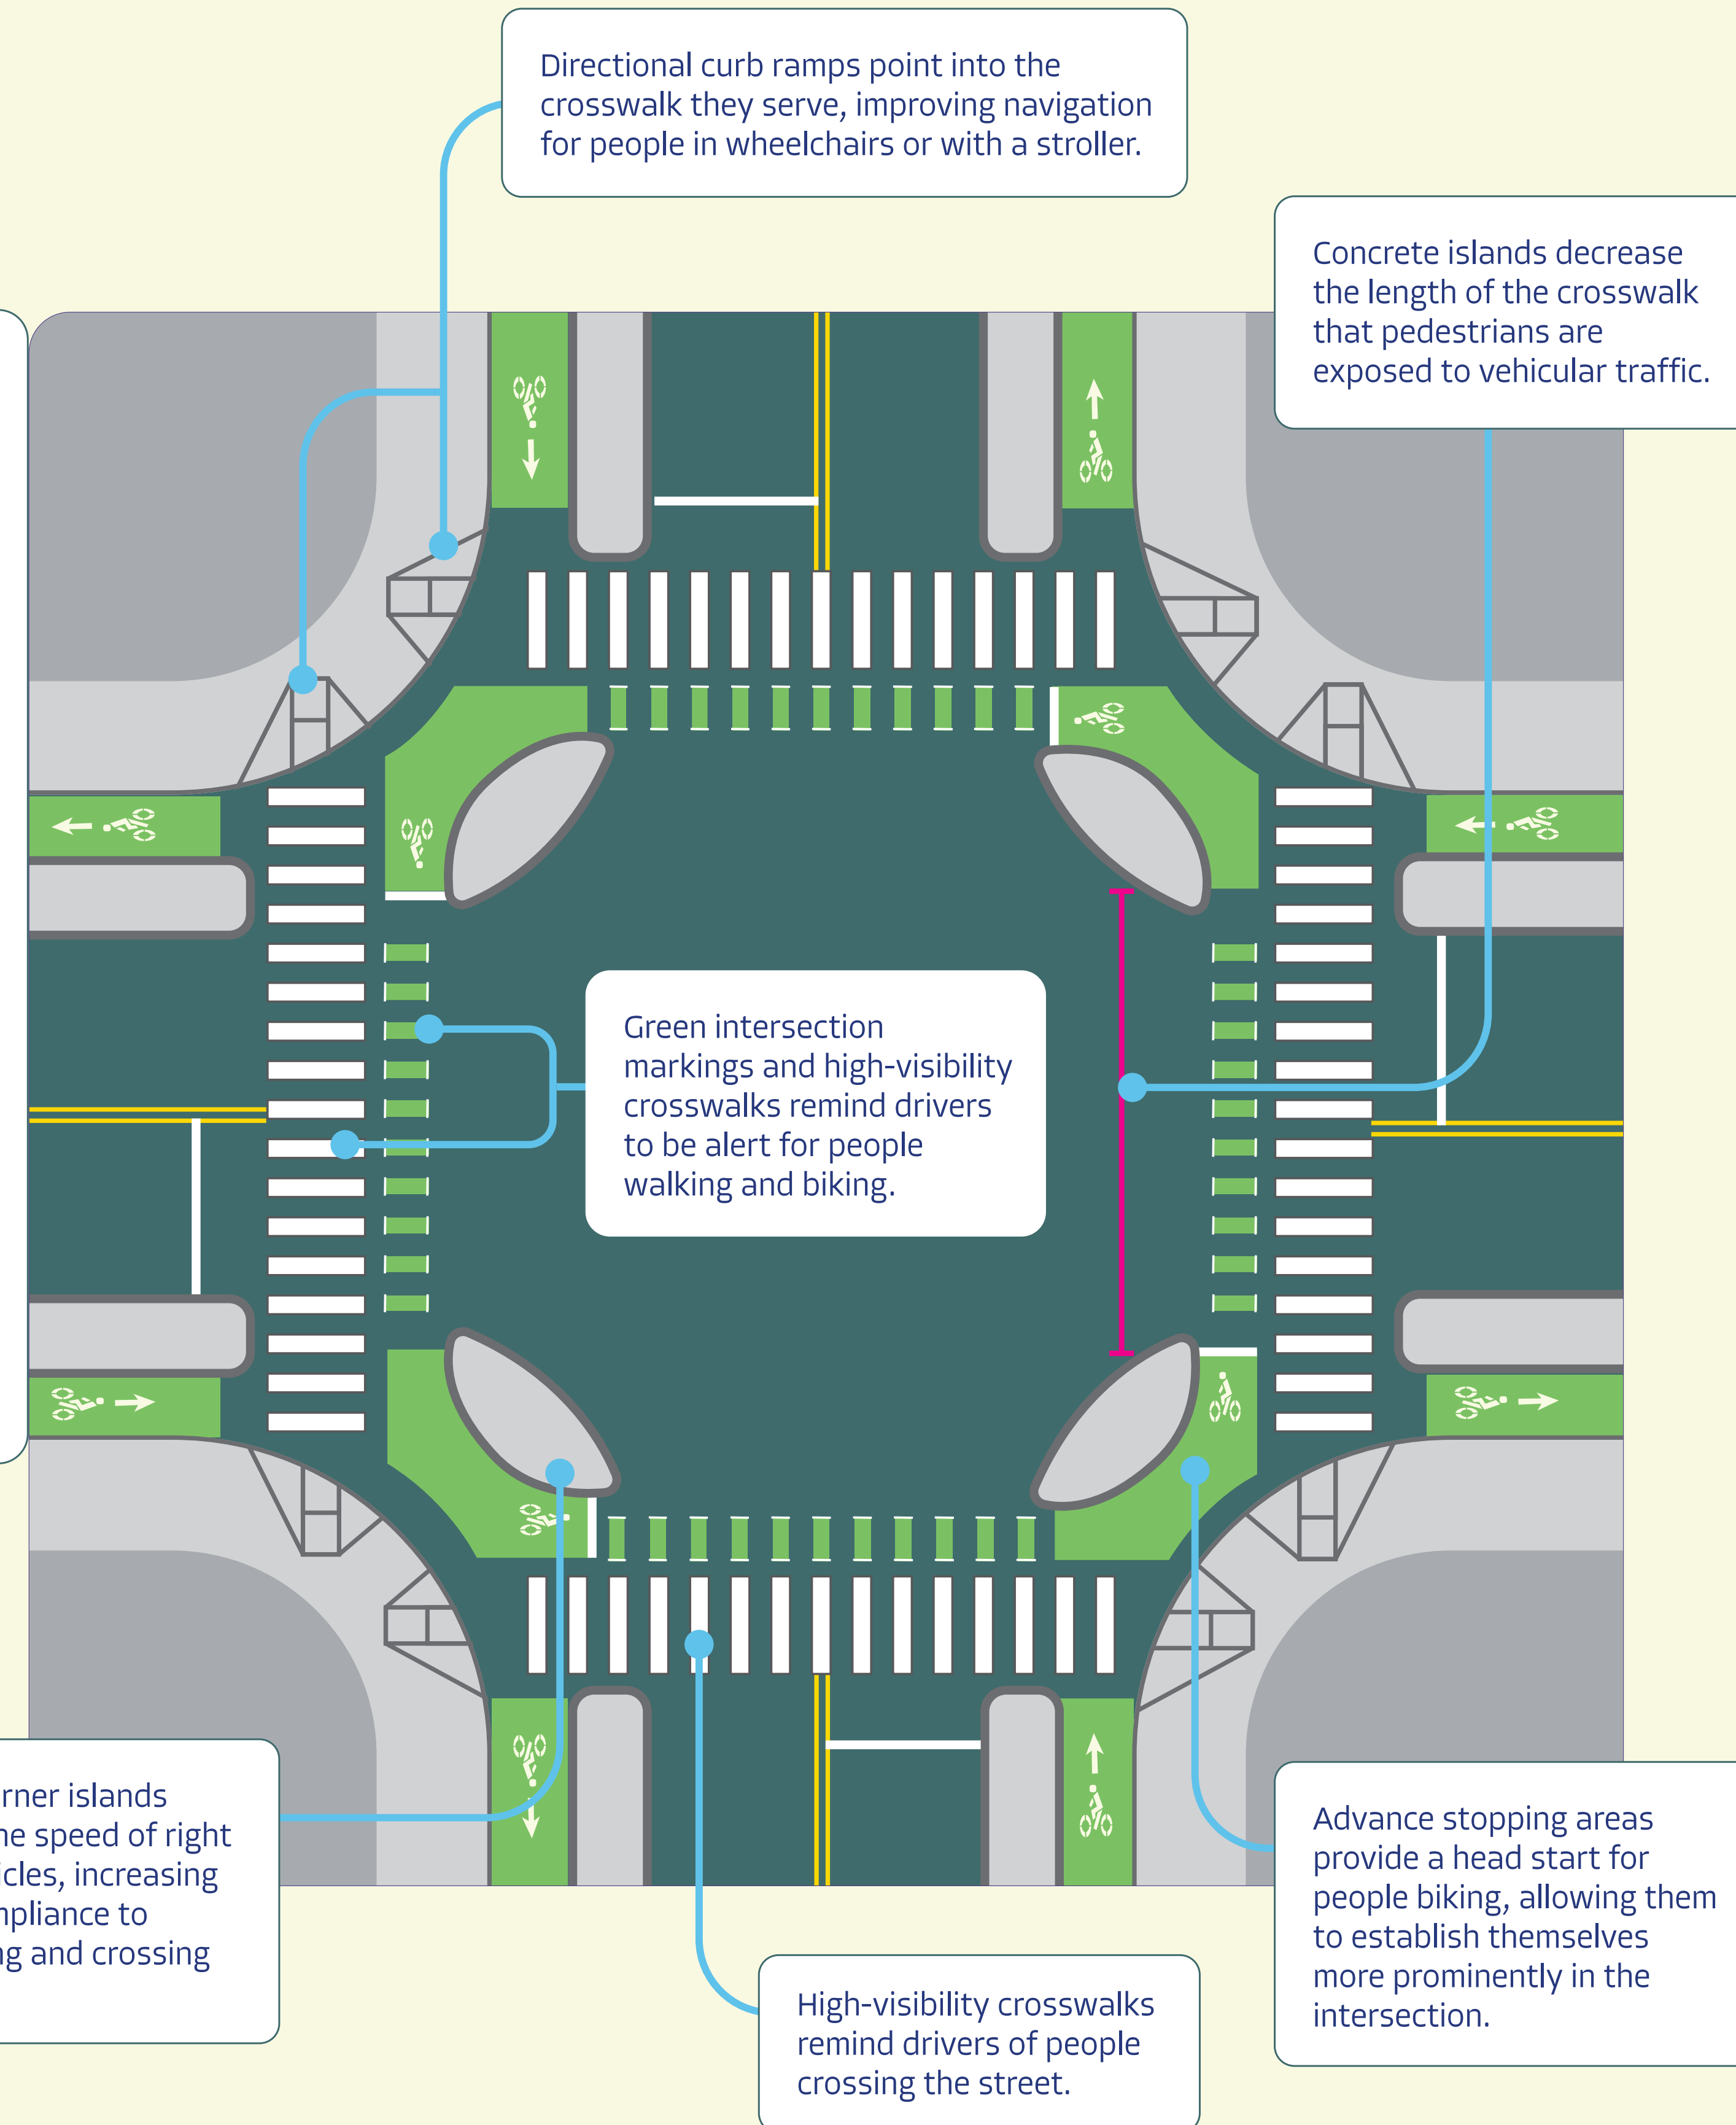 Directional curb ramps point into the
crosswalk they serve, improving navigation
for people in wheelchairs or with a stroller.
Concrete islands decrease
the length of the crosswalk
that pedestrians are
exposed to vehicular traffic.
Green intersection
markings and high-visibility
crosswalks remind drivers
to be alert for people
walking and biking.
islands
speed of right
increasing
to
and crossing
Advance stopping areas
provide a head start for
people biking, allowing them
to establish themselves
more prominently in the
intersection.
High-visibility crosswalks
remind drivers of people
crossing the street.